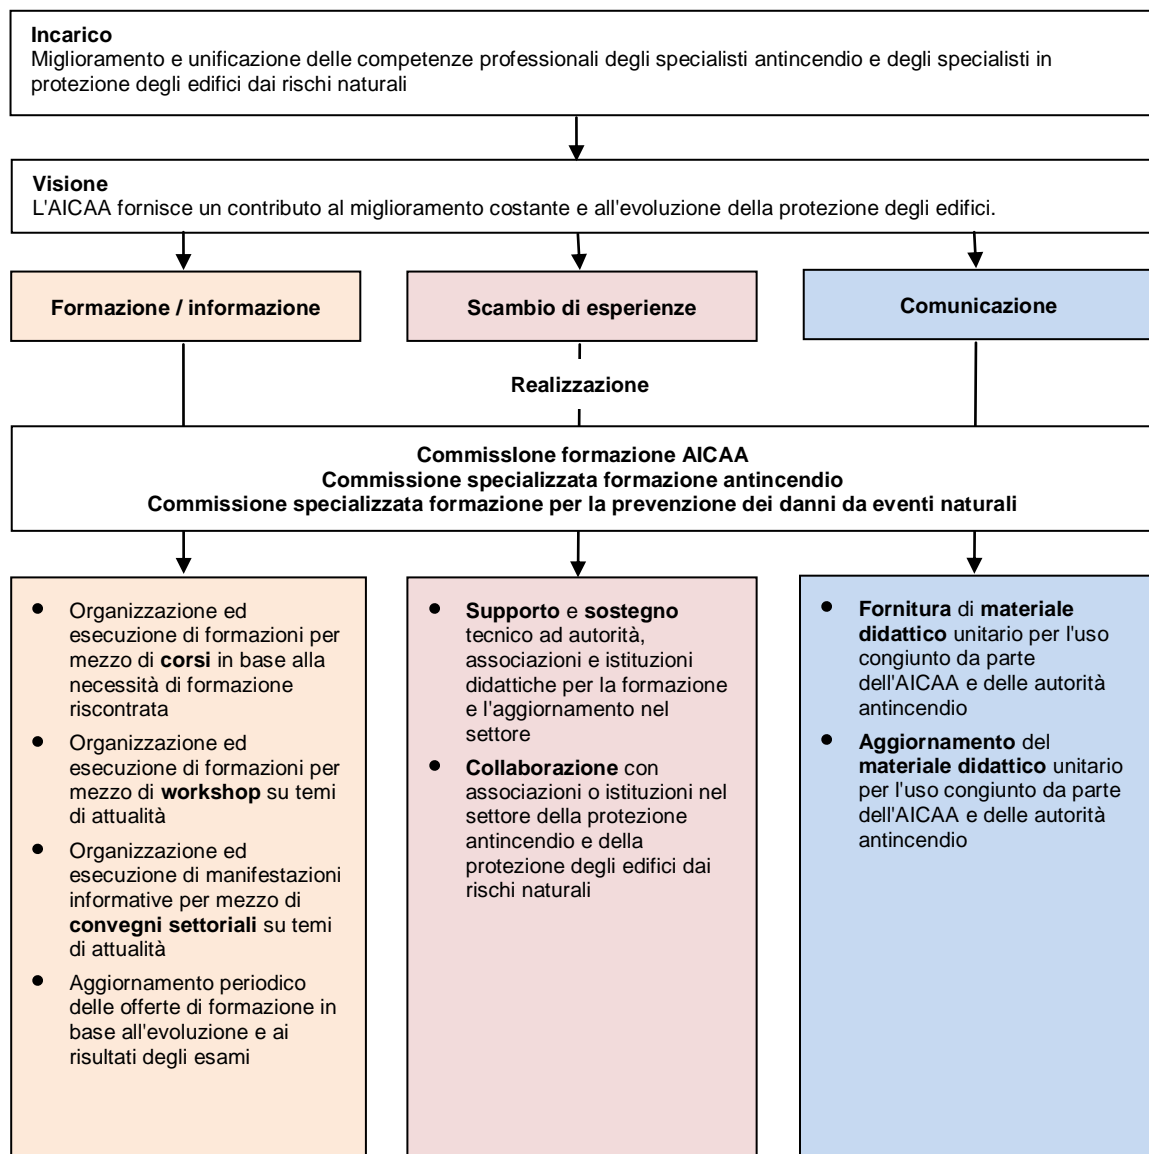 Incarico
Miglioramento e unificazione delle competenze professionali degli specialisti antincendio e degli specialisti in
protezione degli edifici dai rischi naturali
Visione
L'AICAA fornisce un contributo al miglioramento costante e all'evoluzione della protezione degli edifici.
Formazione / informazione
Scambio di esperienze
Comunicazione
Realizzazione
CommissIone formazione AICAA
Commissione specializzata formazione antincendio
Commissione specializzata formazione per la prevenzione dei danni da eventi naturali
● Organizzazione ed
esecuzione di formazioni per
mezzo di corsi in base alla
necessità di formazione
riscontrata
● Organizzazione ed
esecuzione di formazioni per
mezzo di workshop su temi
di attualità
● Organizzazione ed
esecuzione di manifestazioni
informative per mezzo di
convegni settoriali su temi
di attualità
● Aggiornamento periodico
delle offerte di formazione in
base all'evoluzione e ai
risultati degli esami
● Supporto e sostegno
tecnico ad autorità,
associazioni e istituzioni
didattiche per la formazione
e l'aggiornamento nel
settore
● Collaborazione con
associazioni o istituzioni nel
settore della protezione
antincendio e della
protezione degli edifici dai
rischi naturali
● Fornitura di materiale
didattico unitario per l'uso
congiunto da parte
dell'AICAA e delle autorità
antincendio
● Aggiornamento del
materiale didattico unitario
per l'uso congiunto da parte
dell'AICAA e delle autorità
antincendio